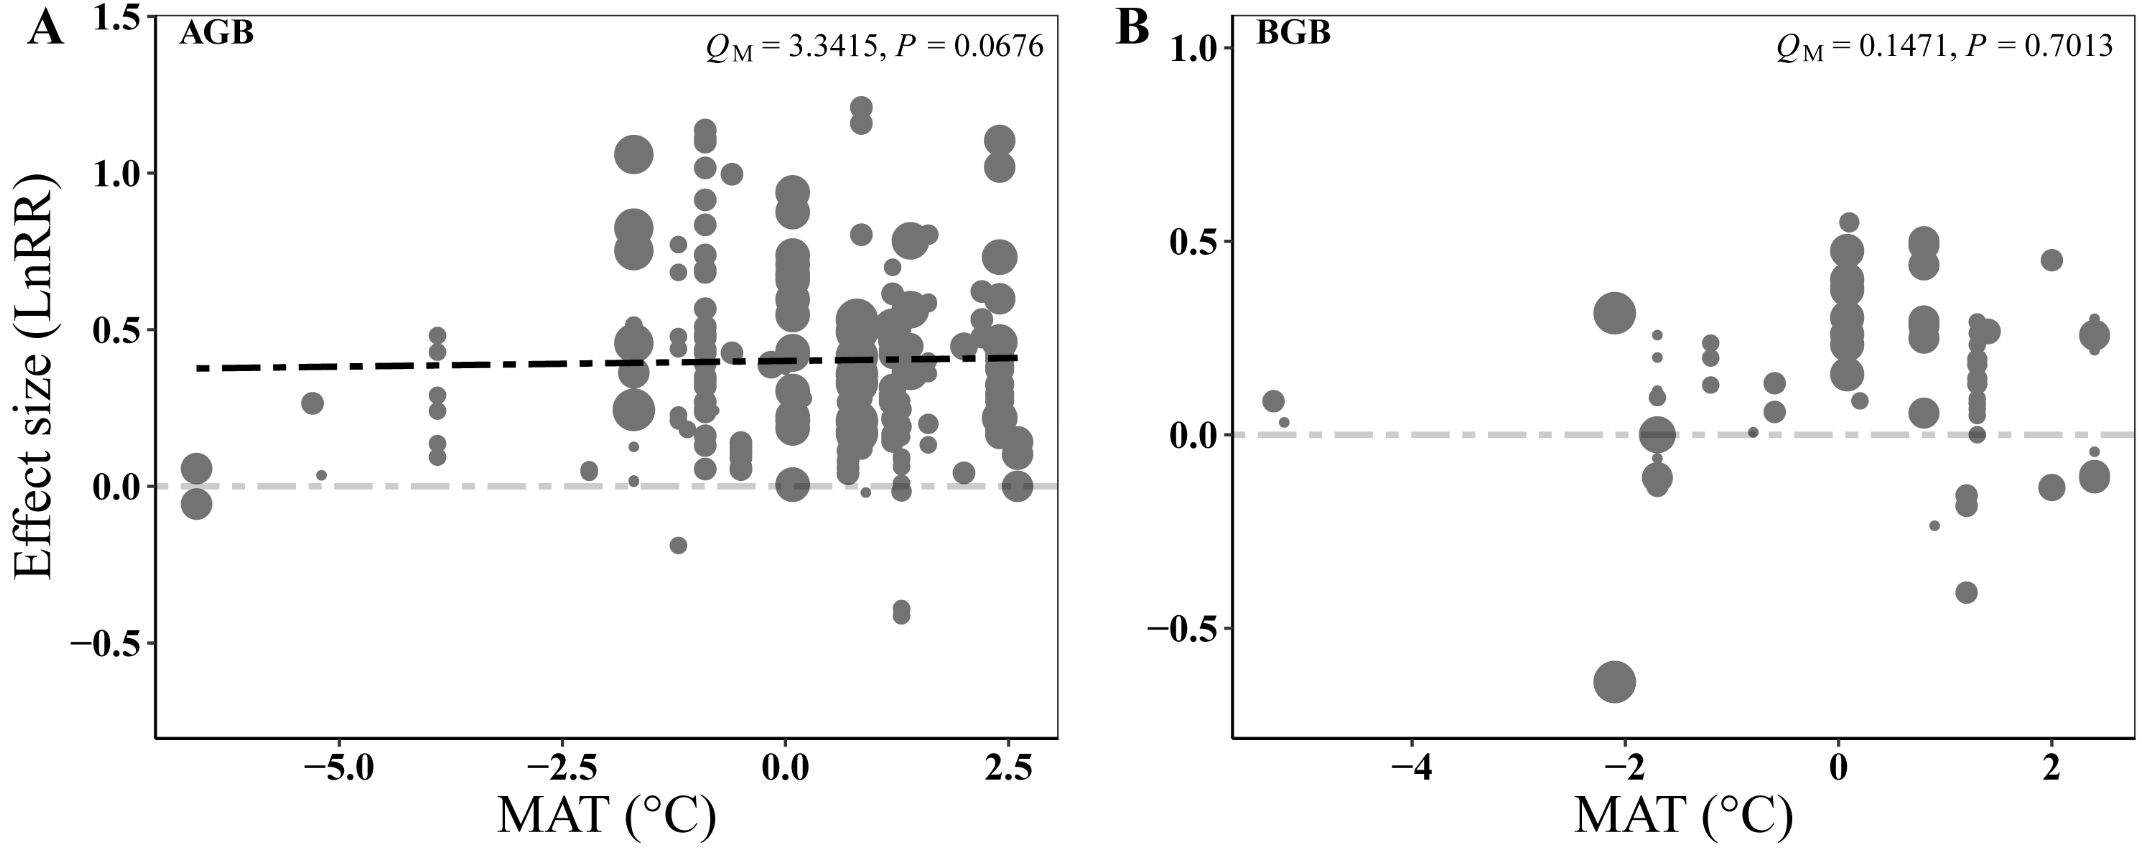 A
AGB
QM = 3.3415, P = 0.0676
1.5
1.0
0.5
0.0
−0.5
Effect size (LnRR)
−5.0 −2.5 0.0 2.5
MAT (°C)
B
BGB
QM = 0.1471, P = 0.7013
1.0
0.5
0.0
−0.5
−4 −2 0 2
MAT (°C)